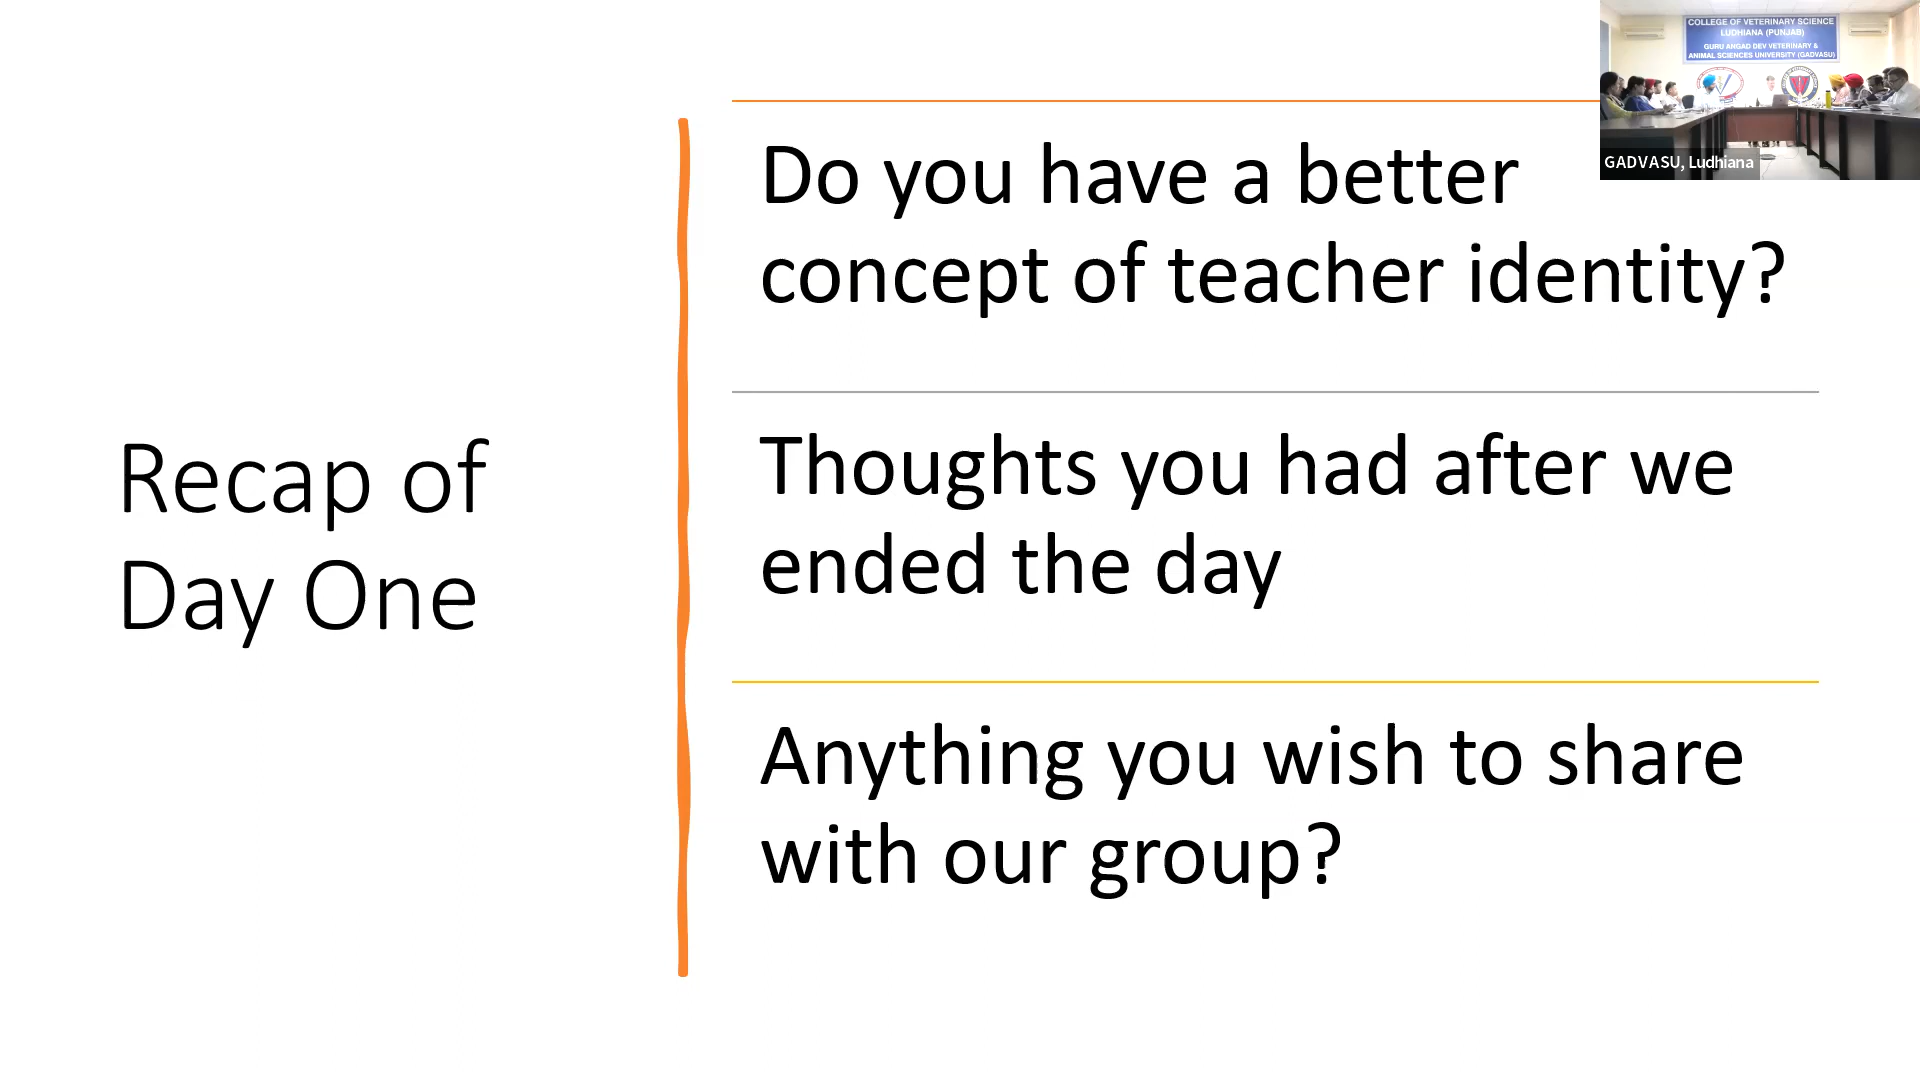 Recap of
Day One
Do you have a better
concept of teacher identity?
Thoughts you had after we
ended the day
Anything you wish to share
with our group?
COLLEGE OF VETERINARY SCIENCE
LUDHIANA (PUNJAB)
GURU ANGAD DEV VETERINARY &
ANIMAL SCIENCES UNIVERSITY (GADVASU)
GADVASU, Ludhiana